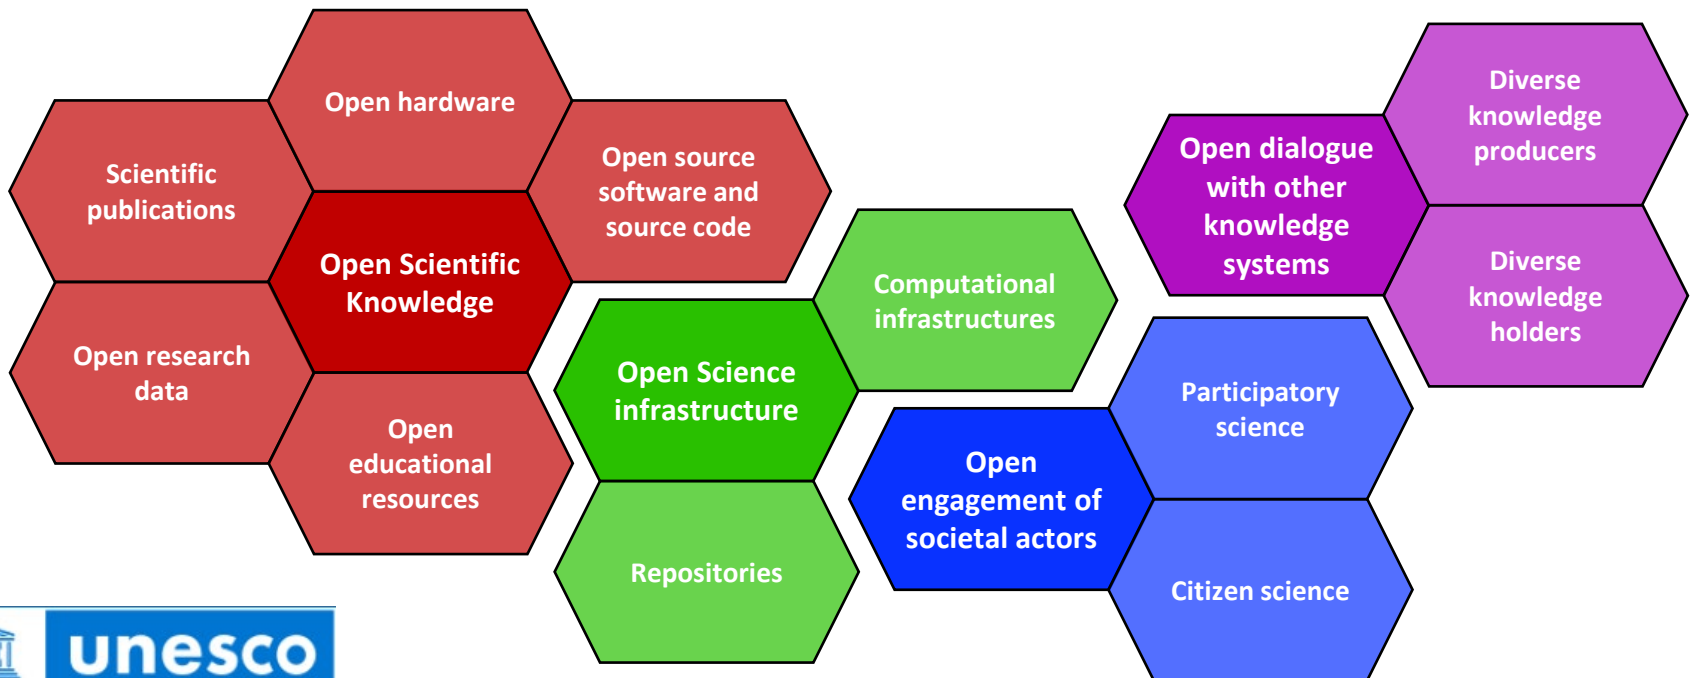 Open hardware
Scientific
publications
Open source
software and
source code
Open Scientific
Knowledge
Open research
data
Open
educational
resources
Computational
infrastructures
Open Science
infrastructure
Repositories
Open dialogue
with other
knowledge
systems
Diverse
knowledge
producers
Diverse
knowledge
holders
Participatory
science
Open
engagement of
societal actors
Citizen science
unesco